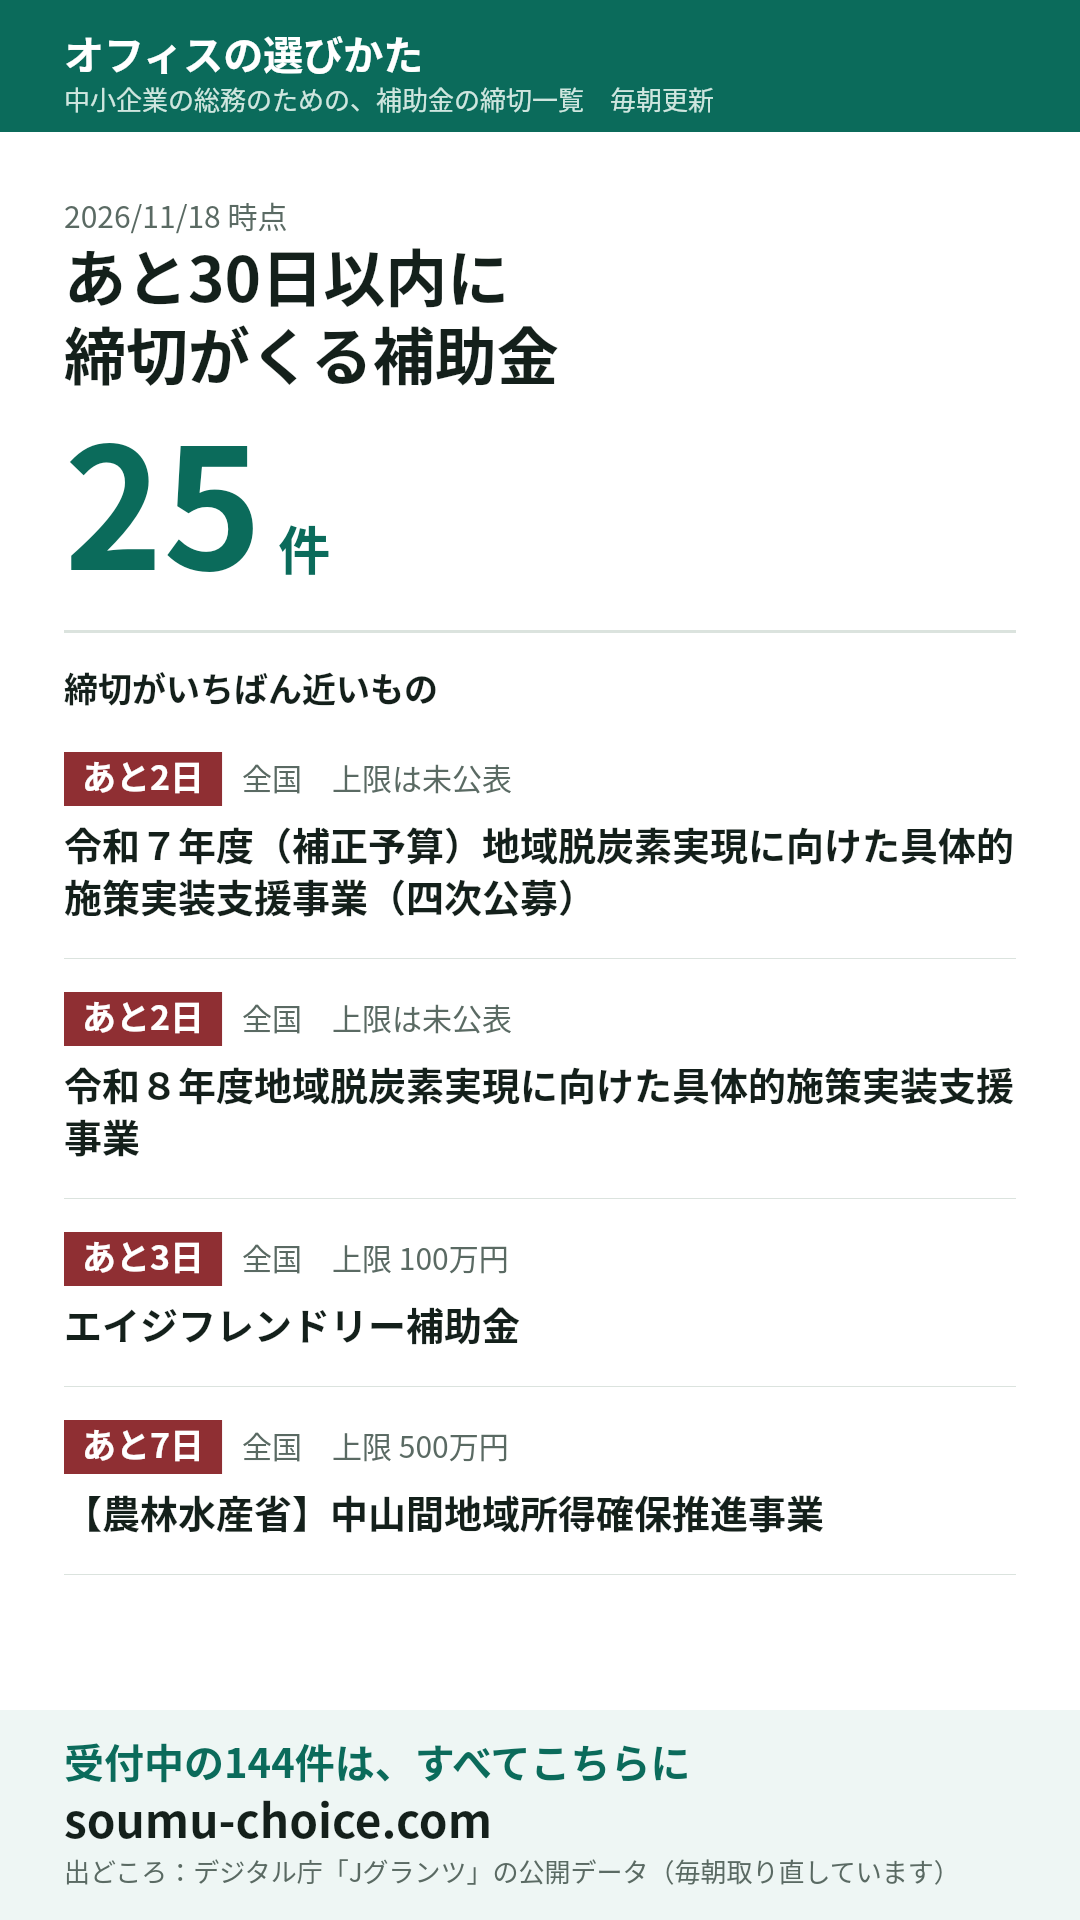 オフィスの選びかた
中小企業の総務のための、補助金の締切一覧　毎朝更新
2026/11/18 時点
あと30日以内に
締切がくる補助金
25 件
締切がいちばん近いもの
あと2日　全国　上限は未公表
令和７年度（補正予算）地域脱炭素実現に向けた具体的
施策実装支援事業（四次公募）
あと2日　全国　上限は未公表
令和８年度地域脱炭素実現に向けた具体的施策実装支援
事業
あと3日　全国　上限 100万円
エイジフレンドリー補助金
あと7日　全国　上限 500万円
【農林水産省】中山間地域所得確保推進事業
受付中の144件は、すべてこちらに
soumu-choice.com
出どころ：デジタル庁「Jグランツ」の公開データ（毎朝取り直しています）